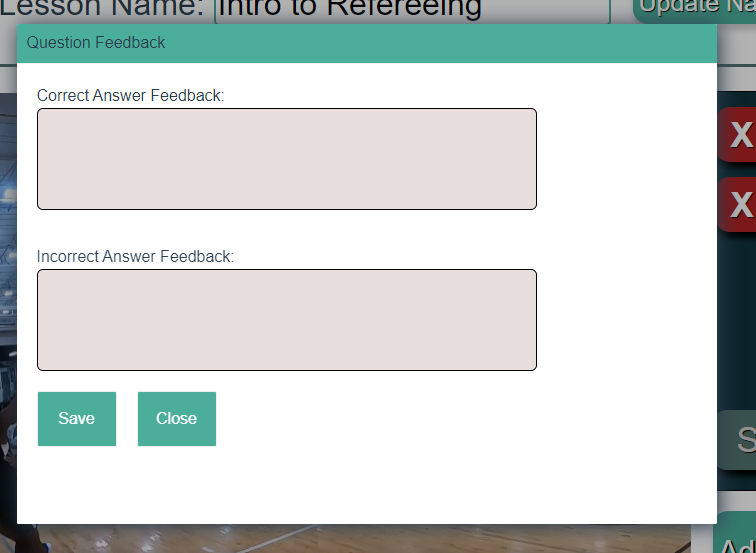 Lesson Name: Intro to Refereeing
Update Na
Question Feedback
Correct Answer Feedback:
X
X
Incorrect Answer Feedback:
Save Close
S
Ad